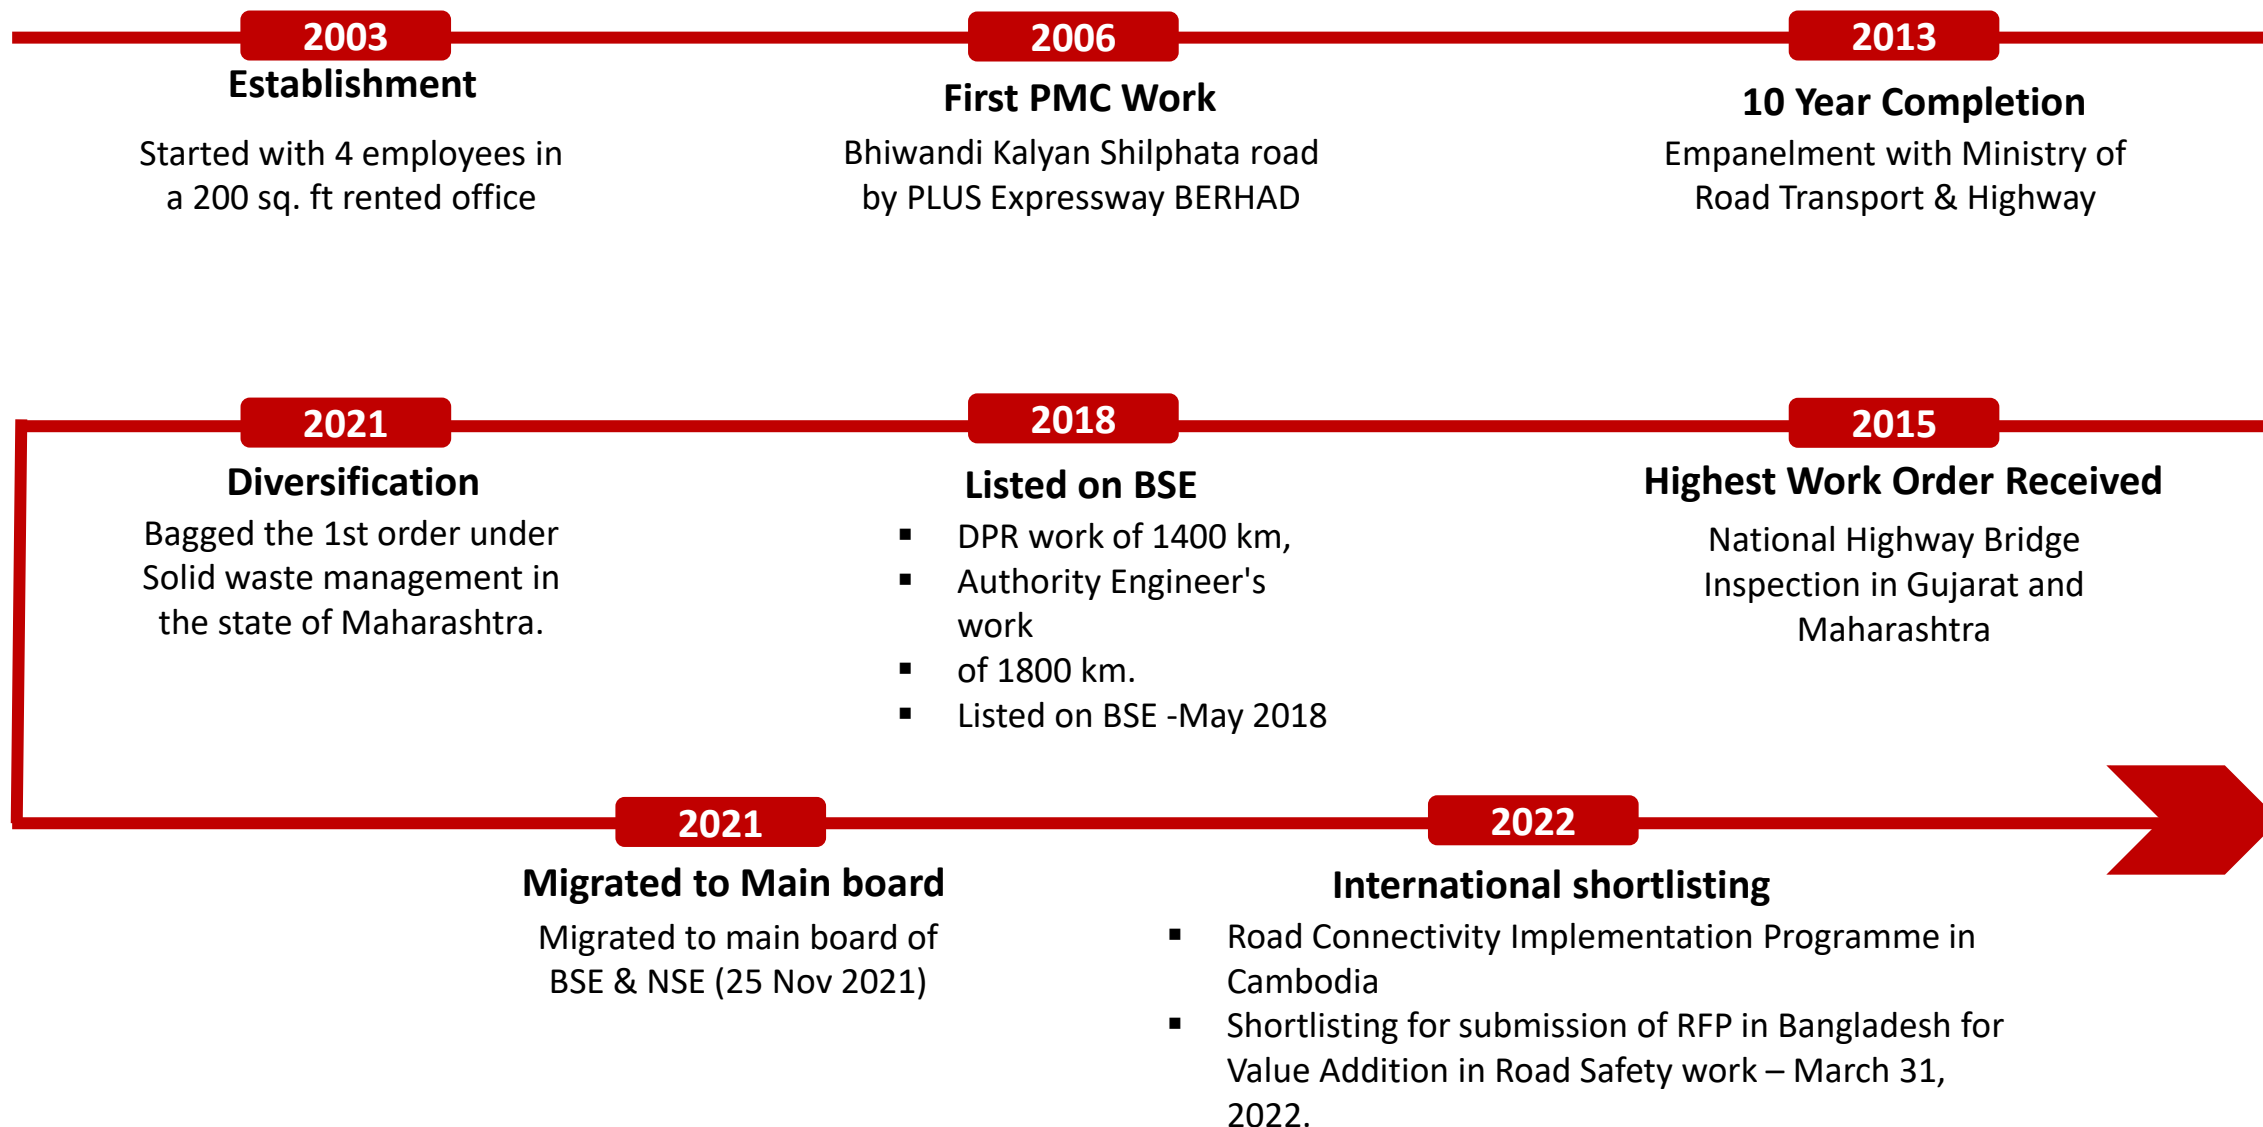 2003
Establishment
Started with 4 employees in
a 200 sq. ft rented office
2006
First PMC Work
Bhiwandi Kalyan Shilphata road
by PLUS Expressway BERHAD
2013
10 Year Completion
Empanelment with Ministry of
Road Transport & Highway
2021
Diversification
Bagged the 1st order under
Solid waste management in
the state of Maharashtra.
2018
Listed on BSE
▪ DPR work of 1400 km,
▪ Authority Engineer's
work
▪ of 1800 km.
▪ Listed on BSE -May 2018
2015
Highest Work Order Received
National Highway Bridge
Inspection in Gujarat and
Maharashtra
2021
Migrated to Main board
Migrated to main board of
BSE & NSE (25 Nov 2021)
2022
International shortlisting
▪ Road Connectivity Implementation Programme in
Cambodia
▪ Shortlisting for submission of RFP in Bangladesh for
Value Addition in Road Safety work – March 31,
2022.